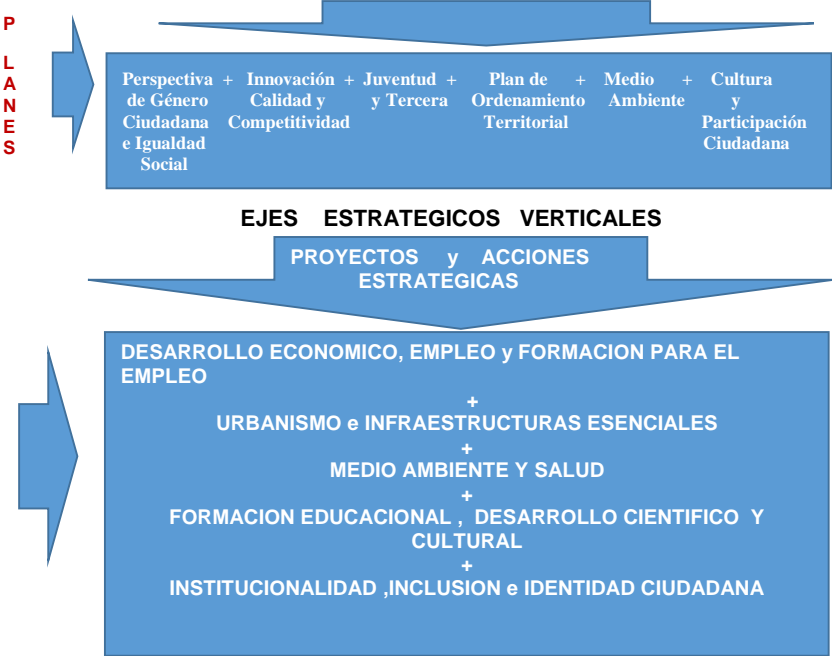 P
L
A
N
E
S
Perspectiva + Innovación + Juventud + Plan de + Medio + Cultura
de Género Calidad y y Tercera Ordenamiento Ambiente y
Ciudadana Competitividad Territorial Participación
e Igualdad Ciudadana
Social
EJES ESTRATEGICOS VERTICALES
PROYECTOS y ACCIONES
ESTRATEGICAS
DESARROLLO ECONOMICO, EMPLEO y FORMACION PARA EL
EMPLEO
+
URBANISMO e INFRAESTRUCTURAS ESENCIALES
+
MEDIO AMBIENTE Y SALUD
+
FORMACION EDUCACIONAL , DESARROLLO CIENTIFICO Y
CULTURAL
+
INSTITUCIONALIDAD ,INCLUSION e IDENTIDAD CIUDADANA